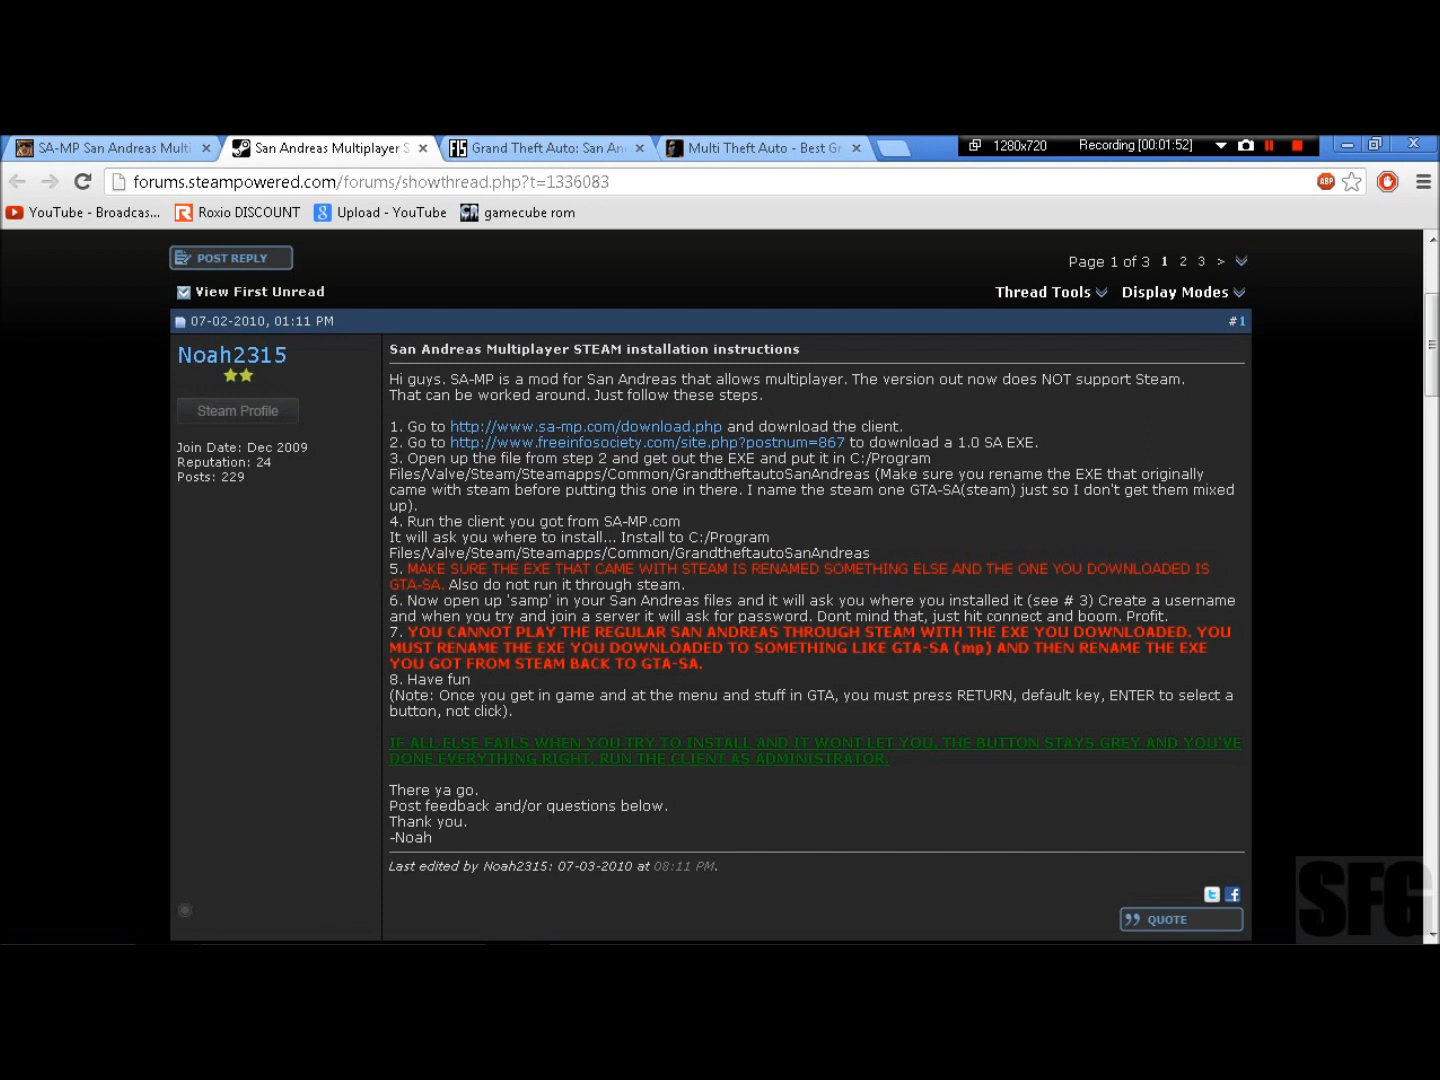 SA-MP San Andreas Multi
San Andreas Multiplayer S
Grand Theft Auto: San An
Multi Theft Auto - Best G
1280x720
Recording [00:01:52]
forums.steampowered.com/forums/showthread.php?t=1336083
ABP
YouTube - Broadcas...
Roxio DISCOUNT
Upload - YouTube
gamecube rom
POST REPLY
Page 1 of 3 1 2 3 >
View First Unread
Thread Tools
Display Modes
07-02-2010, 01:11 PM
#1
Noah2315
Steam Profile
Join Date: Dec 2009
Reputation: 24
Posts: 229
San Andreas Multiplayer STEAM installation instructions
Hi guys. SA-MP is a mod for San Andreas that allows multiplayer. The version out now does NOT support Steam.
That can be worked around. Just follow these steps.
1. Go to http://www.sa-mp.com/download.php and download the client.
2. Go to http://www.freeinfosociety.com/site.php?postnum=867 to download a 1.0 SA EXE.
3. Open up the file from step 2 and get out the EXE and put it in C:/Program
Files/Valve/Steam/Steamapps/Common/GrandtheftautoSanAndreas (Make sure you rename the EXE that originally
came with steam before putting this one in there. I name the steam one GTA-SA(steam) just so I don't get them mixed
up).
4. Run the client you got from SA-MP.com
It will ask you where to install... Install to C:/Program
Files/Valve/Steam/Steamapps/Common/GrandtheftautoSanAndreas
5. MAKE SURE THE EXE THAT CAME WITH STEAM IS RENAMED SOMETHING ELSE AND THE ONE YOU DOWNLOADED IS
GTA-SA. Also do not run it through steam.
6. Now open up 'samp' in your San Andreas files and it will ask you where you installed it (see # 3) Create a username
and when you try and join a server it will ask for password. Dont mind that, just hit connect and boom. Profit.
7. YOU CANNOT PLAY THE REGULAR SAN ANDREAS THROUGH STEAM WITH THE EXE YOU DOWNLOADED. YOU
MUST RENAME THE EXE YOU DOWNLOADED TO SOMETHING LIKE GTA-SA (mp) AND THEN RENAME THE EXE
YOU GOT FROM STEAM BACK TO GTA-SA.
8. Have fun
(Note: Once you get in game and at the menu and stuff in GTA, you must press RETURN, default key, ENTER to select a
button, not click).
IF ALL ELSE FAILS WHEN YOU TRY TO INSTALL AND IT WONT LET YOU, THE BUTTON STAYS GREY AND YOU'VE
DONE EVERYTHING RIGHT, RUN THE CLIENT AS ADMINISTRATOR.
There ya go.
Post feedback and/or questions below.
Thank you.
-Noah
Last edited by Noah2315: 07-03-2010 at 08:11 PM.
QUOTE
SFG